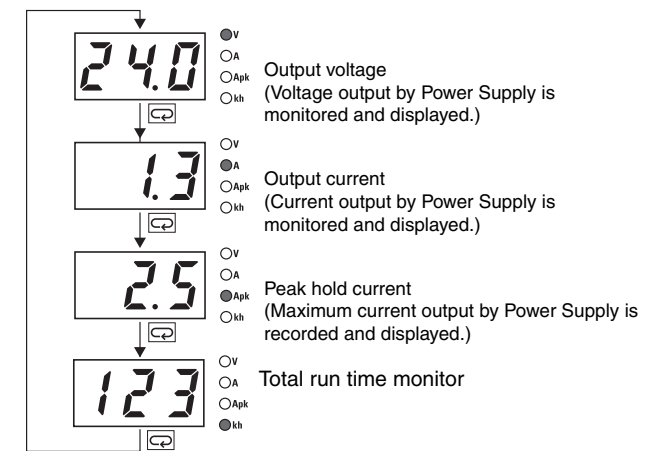 24.0
V
A
Apk
kh
Output voltage
(Voltage output by Power Supply is
monitored and displayed.)
1.3
V
A
Apk
kh
Output current
(Current output by Power Supply is
monitored and displayed.)
2.5
V
A
Apk
kh
Peak hold current
(Maximum current output by Power Supply is
recorded and displayed.)
123
V
A
Apk
kh
Total run time monitor